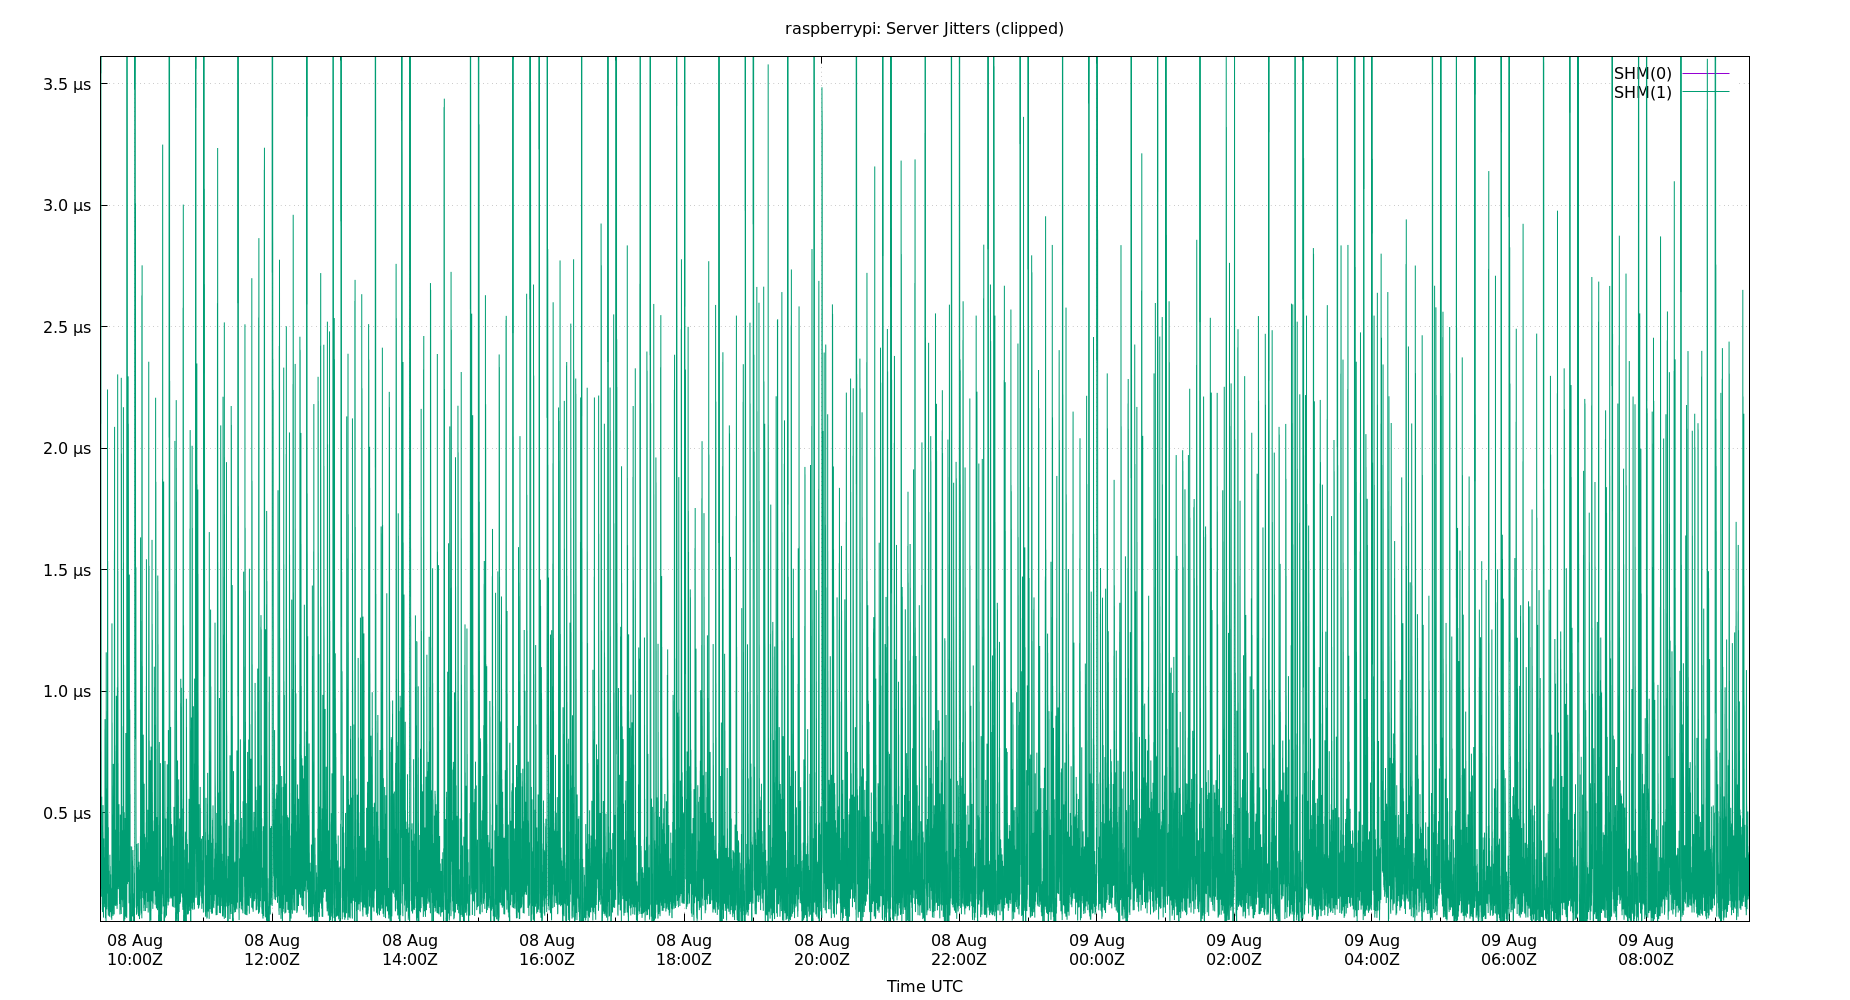 raspberrypi: Server Jitters (clipped)
SHM(0)
SHM(1)
3.5 µs
3.0 µs
2.5 µs
2.0 µs
1.5 µs
1.0 µs
0.5 µs
08 Aug 08 Aug 08 Aug 08 Aug 08 Aug 08 Aug 08 Aug 09 Aug 09 Aug 09 Aug 09 Aug 09 Aug
10:00Z 12:00Z 14:00Z 16:00Z 18:00Z 20:00Z 22:00Z 00:00Z 02:00Z 04:00Z 06:00Z 08:00Z
Time UTC